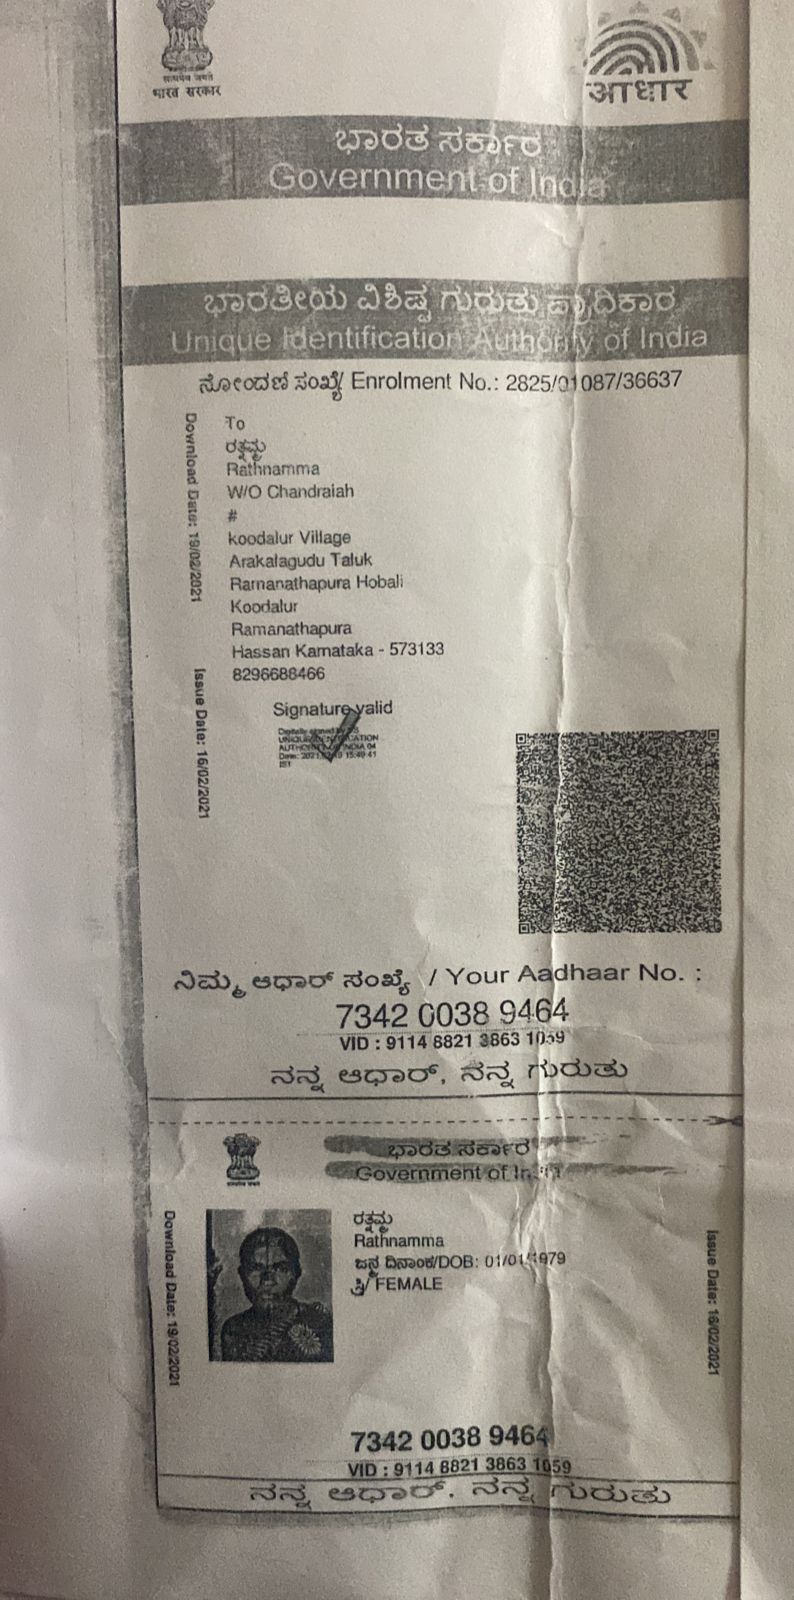 सत्यमेव जयते
भारत सरकार
आधार
ಭಾರತ ಸರ್ಕಾರ
Government of India
ಭಾರತೀಯ ವಿಶಿಷ್ಟ ಗುರುತು ಪ್ರಾಧಿಕಾರ
Unique Identification Authority of India
ನೋಂದಣಿ ಸಂಖ್ಯೆ/ Enrolment No.: 2825/01087/36637
Download Date: 19/02/2021
To
ರತ್ನಮ್ಮ
Rathnamma
W/O Chandraiah
#
koodalur Village
Arakalagudu Taluk
Ramanathapura Hobali
Koodalur
Ramanathapura
Hassan Karnataka - 573133
8296688466
Issue Date: 16/02/2021
Signature valid
ನಿಮ್ಮ ಆಧಾರ್ ಸಂಖ್ಯೆ / Your Aadhaar No. :
7342 0038 9464
VID : 9114 8821 3863 1059
ನನ್ನ ಆಧಾರ್, ನನ್ನ ಗುರುತು
ಭಾರತ ಸರ್ಕಾರ
Government of India
Download Date: 19/02/2021
ರತ್ನಮ್ಮ
Rathnamma
ಜನ್ಮ ದಿನಾಂಕ/DOB: 01/01/1979
ಸ್ತ್ರೀ/ FEMALE
Issue Date: 16/02/2021
7342 0038 9464
VID : 9114 8821 3863 1059
ನನ್ನ ಆಧಾರ್, ನನ್ನ ಗುರುತು